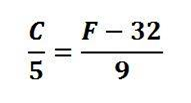 C/5 = (F − 32)/9